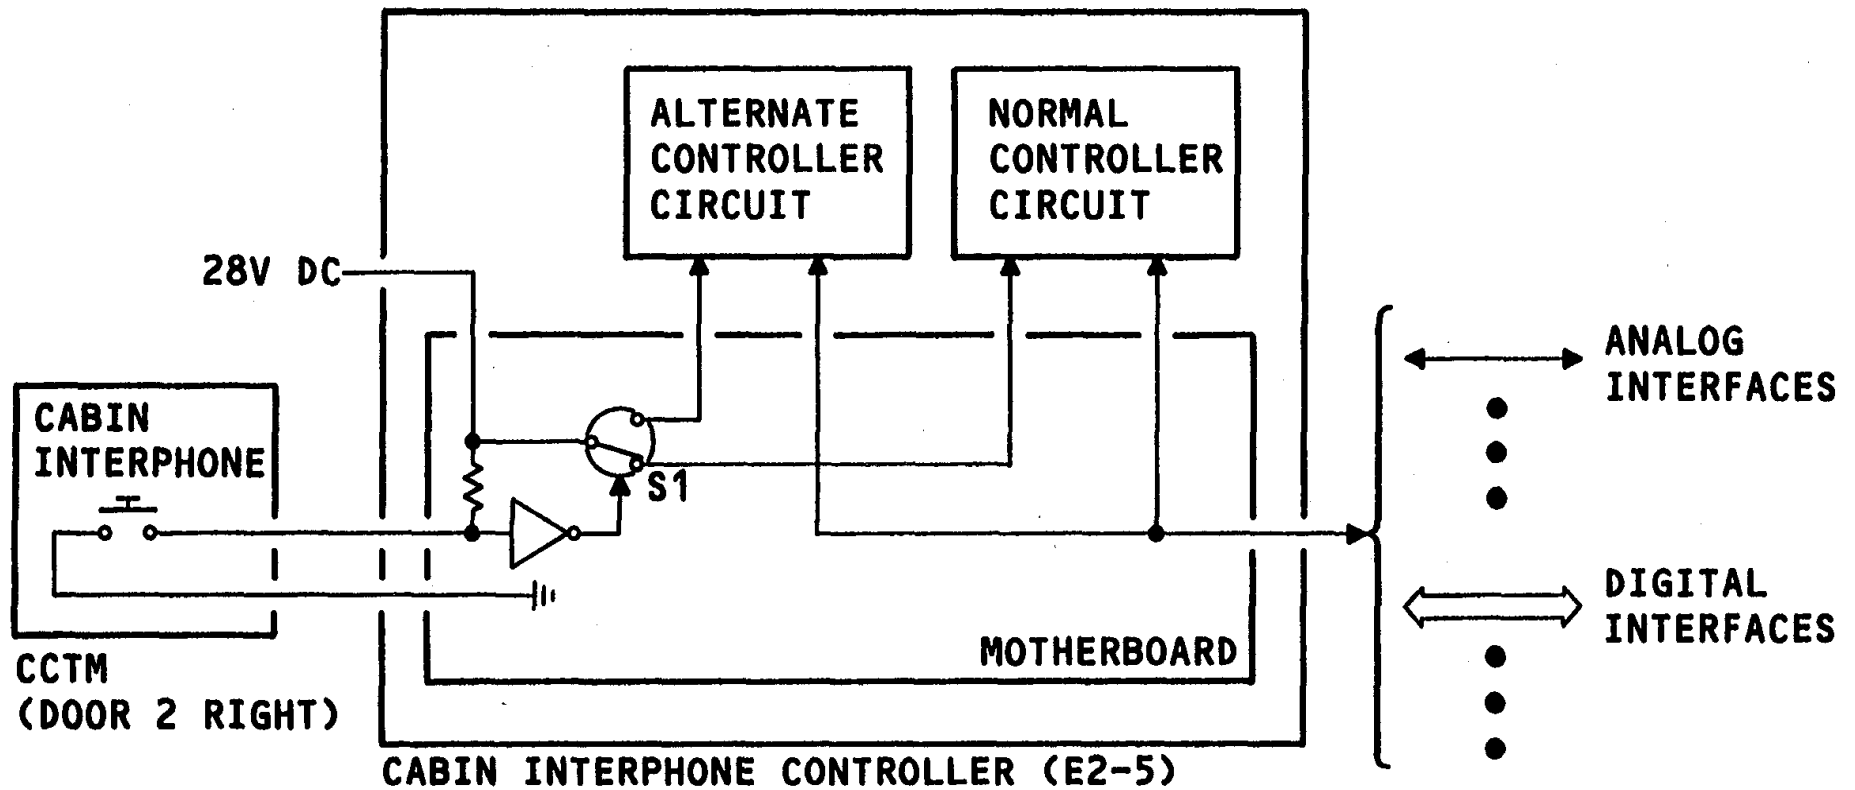 ALTERNATE
CONTROLLER
CIRCUIT
NORMAL
CONTROLLER
CIRCUIT
28V DC
CABIN
INTERPHONE
S1
ANALOG
INTERFACES
DIGITAL
INTERFACES
MOTHERBOARD
CCTM
(DOOR 2 RIGHT)
CABIN INTERPHONE CONTROLLER (E2-5)